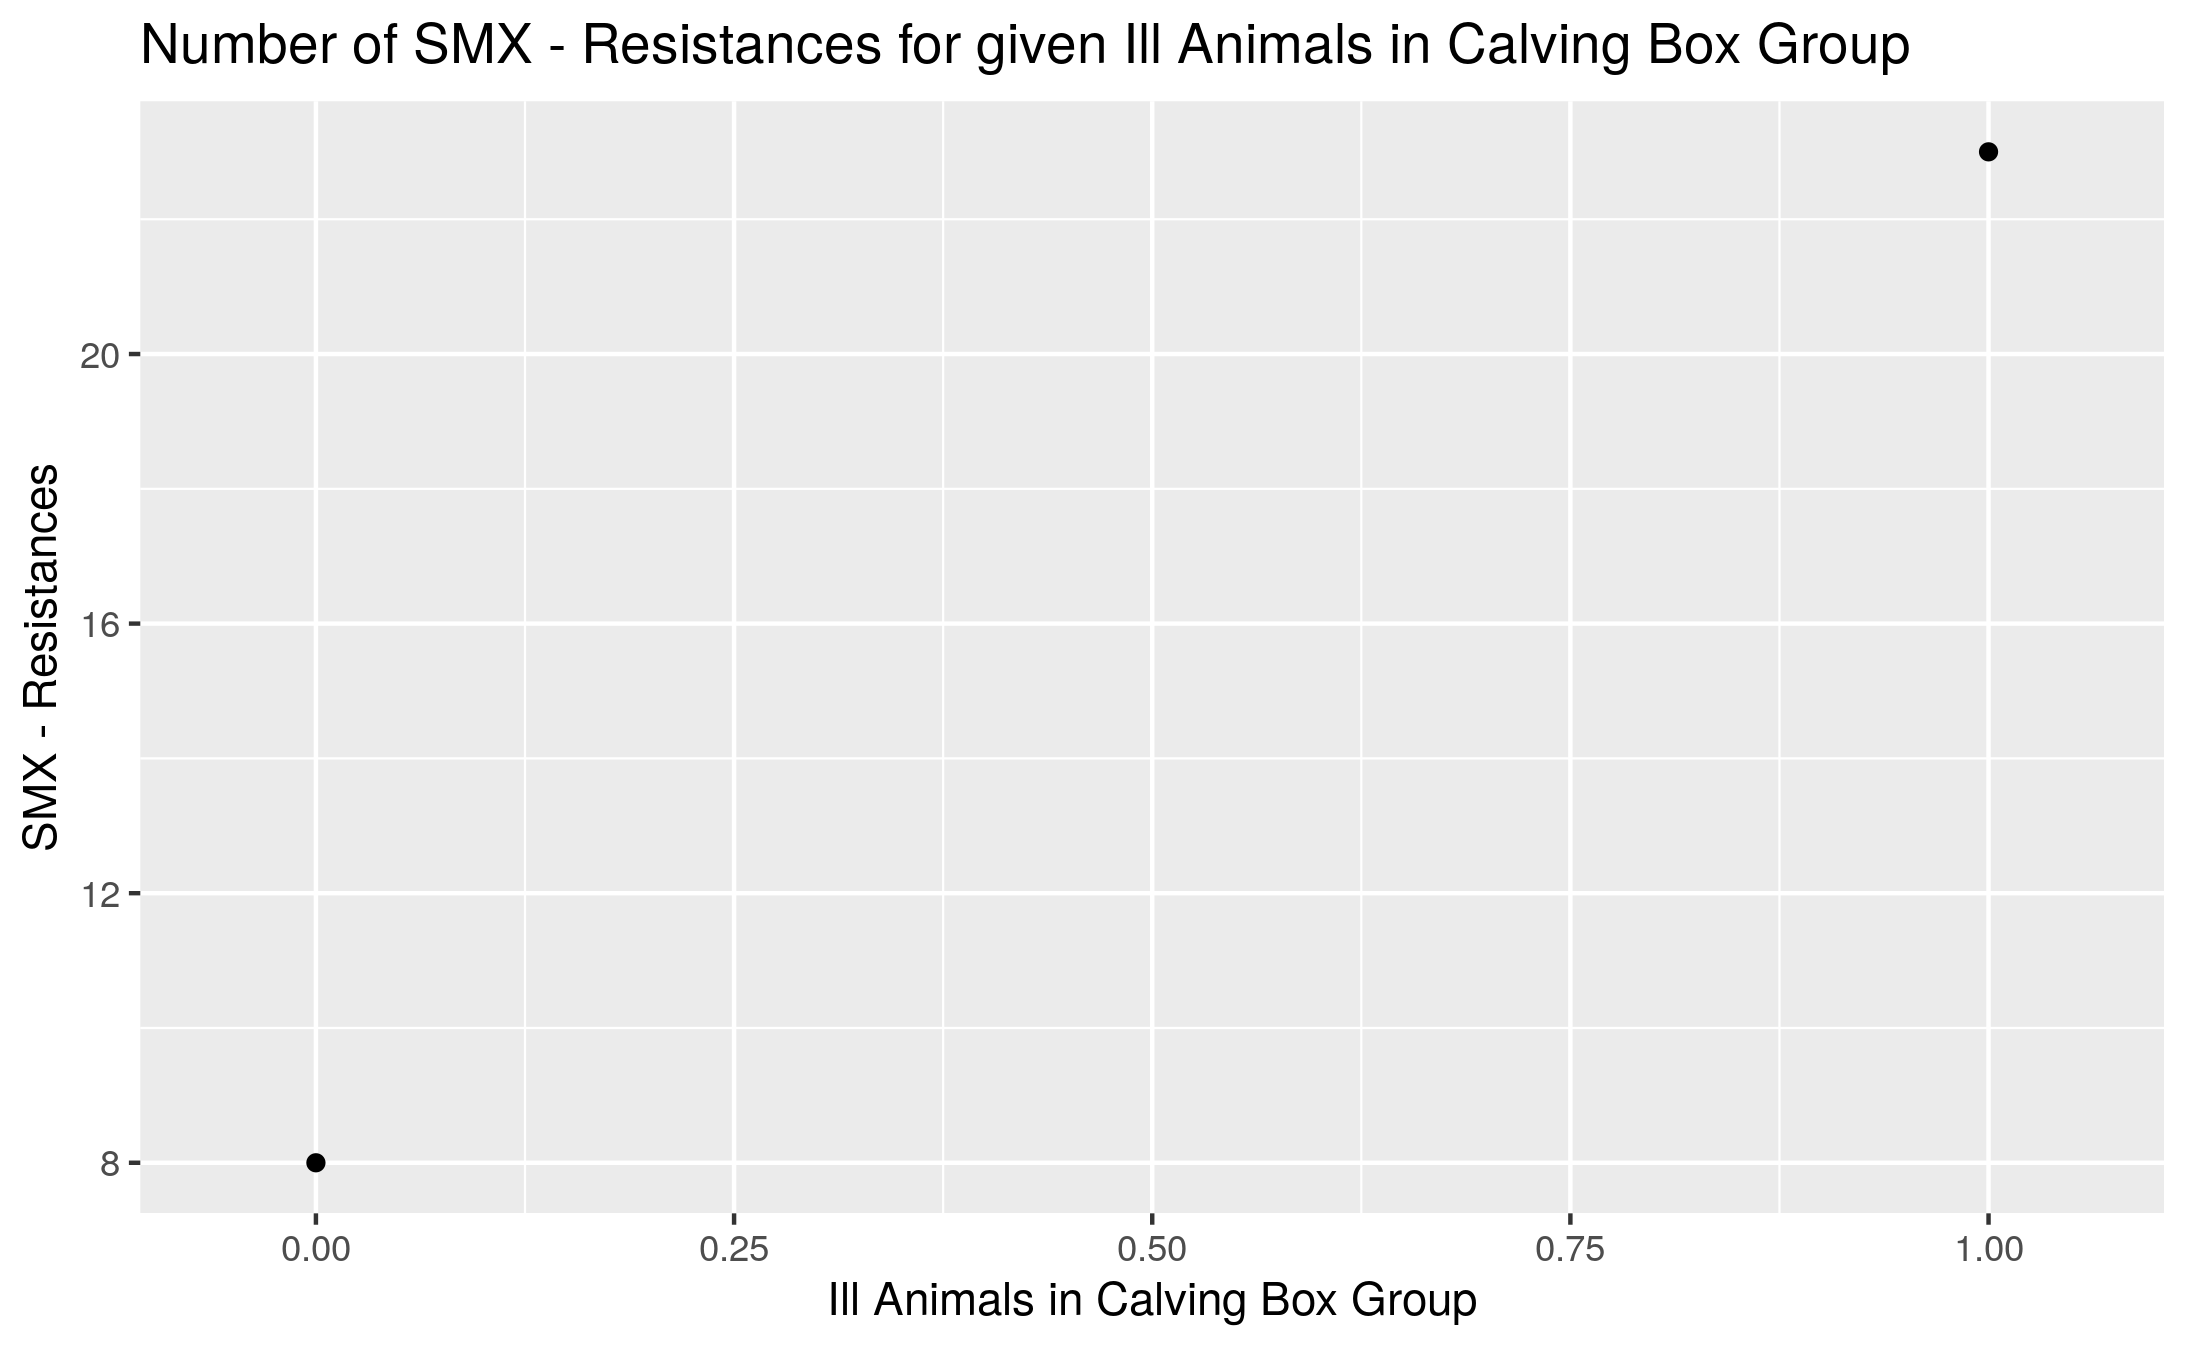 Number of SMX - Resistances for given Ill Animals in Calving Box Group
SMX - Resistances
20
16
12
8
0.00 0.25 0.50 0.75 1.00
Ill Animals in Calving Box Group